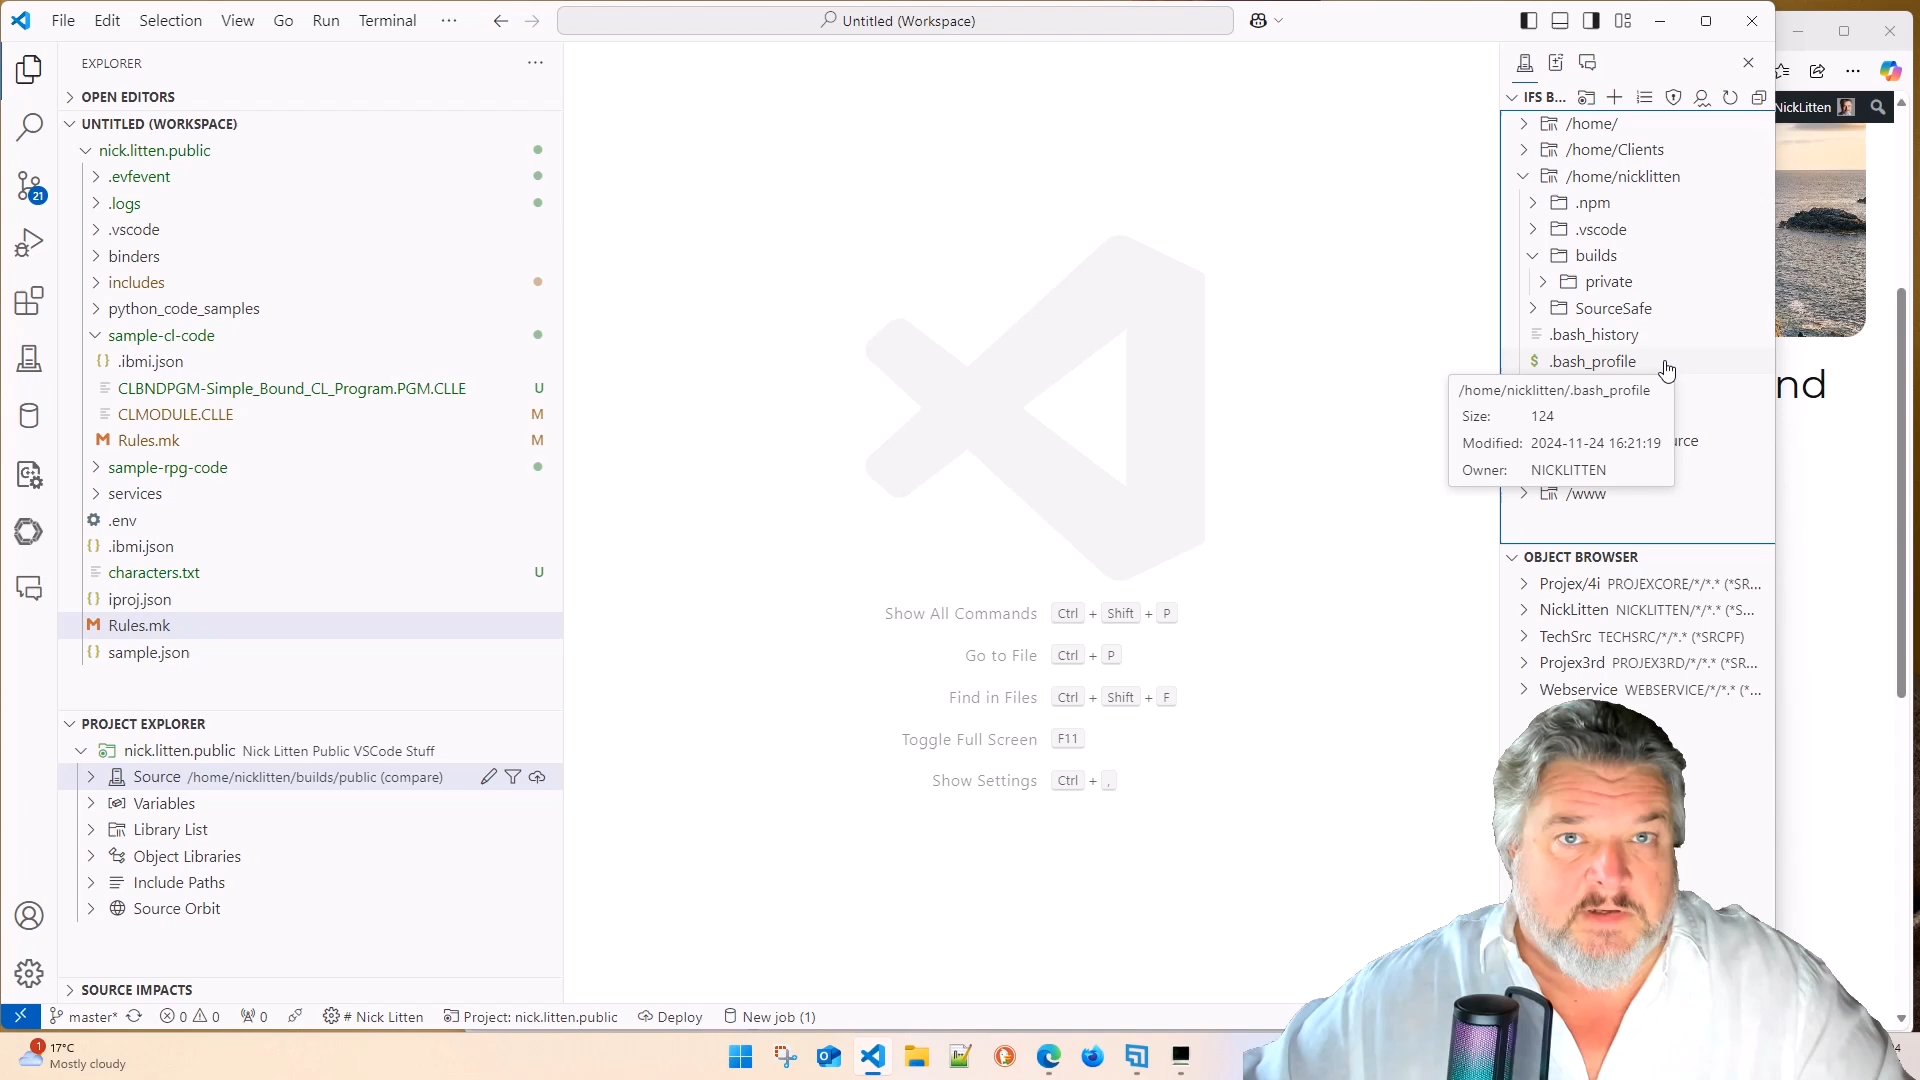 File Edit Selection View Go Run Terminal ···
Untitled (Workspace)
EXPLORER
OPEN EDITORS
UNTITLED (WORKSPACE)
nick.litten.public
.evfevent
.logs
.vscode
binders
includes
python_code_samples
sample-cl-code
.ibmi.json
CLBNDPGM-Simple_Bound_CL_Program.PGM.CLLE U
CLMODULE.CLLE M
Rules.mk M
sample-rpg-code
services
.env
.ibmi.json
characters.txt U
iproj.json
Rules.mk
sample.json
21
PROJECT EXPLORER
nick.litten.public Nick Litten Public VSCode Stuff
Source /home/nicklitten/builds/public (compare)
Variables
Library List
Object Libraries
Include Paths
Source Orbit
SOURCE IMPACTS
Show All Commands Ctrl + Shift + P
Go to File Ctrl + P
Find in Files Ctrl + Shift + F
Toggle Full Screen F11
Show Settings Ctrl + ,
IFS B...
/home/
/home/Clients
/home/nicklitten
.npm
.vscode
builds
private
SourceSafe
.bash_history
$ .bash_profile
/home/nicklitten/.bash_profile
Size: 124
Modified: 2024-11-24 16:21:19
Owner: NICKLITTEN
urce
/www
OBJECT BROWSER
Projex/4i PROJEXCORE/*/*.* (*SR...
NickLitten NICKLITTEN/*/*.* (*S...
TechSrc TECHSRC/*/*.* (*SRCPF)
Projex3rd PROJEX3RD/*/*.* (*SR...
Webservice WEBSERVICE/*/*.* (*...
NickLitten
nd
master* 0 0 0 # Nick Litten Project: nick.litten.public Deploy New job (1)
1
17°C
Mostly cloudy